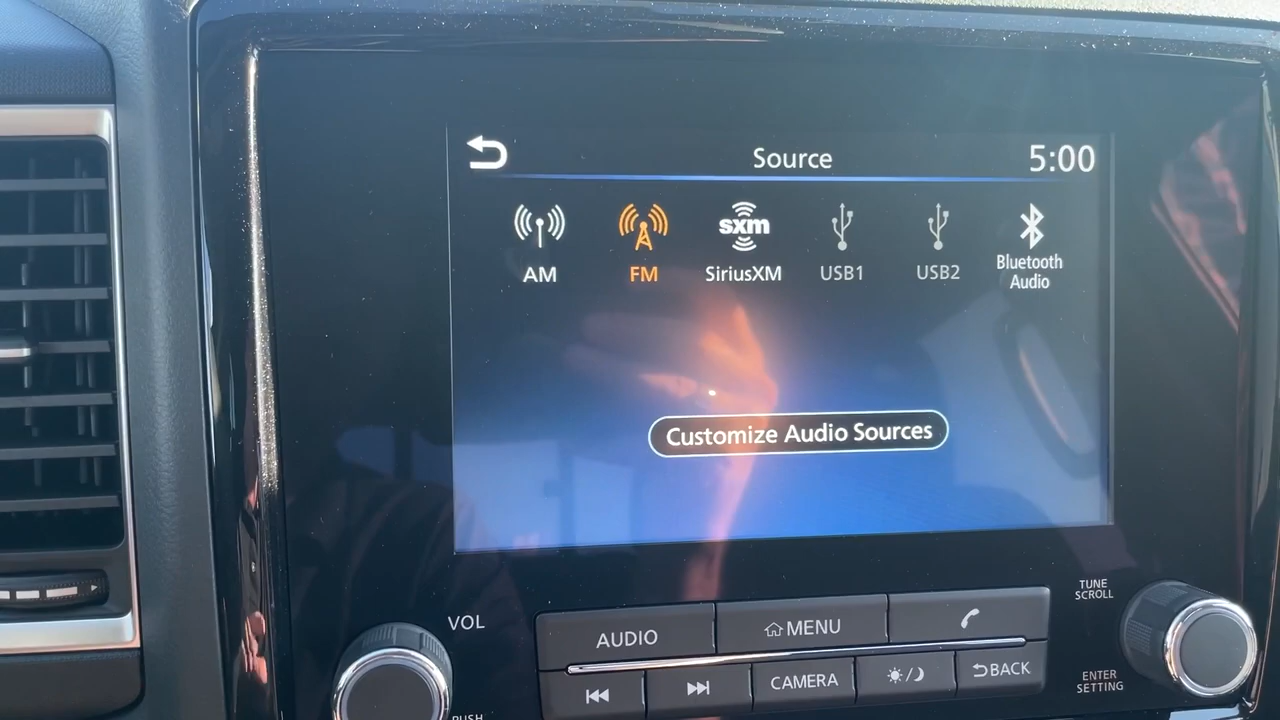 Source
5:00
AM
FM
sxm
SiriusXM
USB1
USB2
Bluetooth
Audio
Customize Audio Sources
VOL
AUDIO
MENU
CAMERA
BACK
TUNE
SCROLL
ENTER
SETTING
PUSH